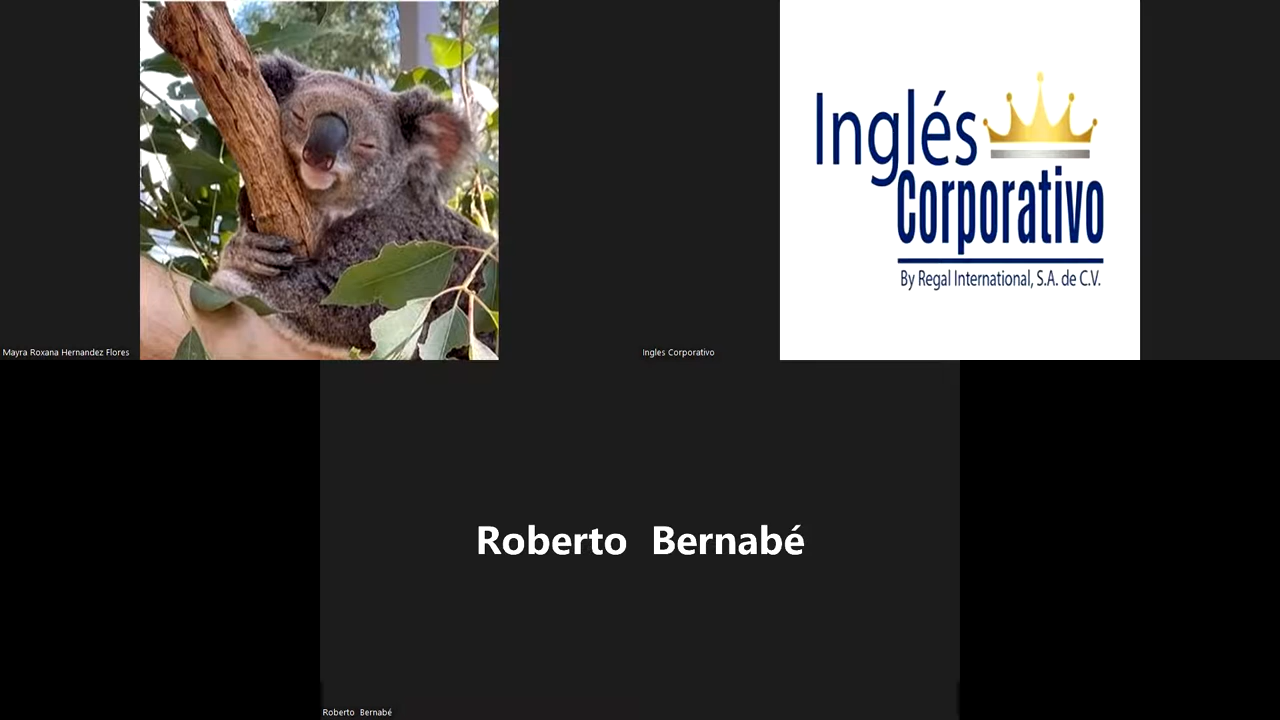 Inglés
Corporativo
By Regal International, S.A. de C.V.
Mayra Roxana Hernandez Flores
Ingles Corporativo
Roberto Bernabé
Roberto Bernabé